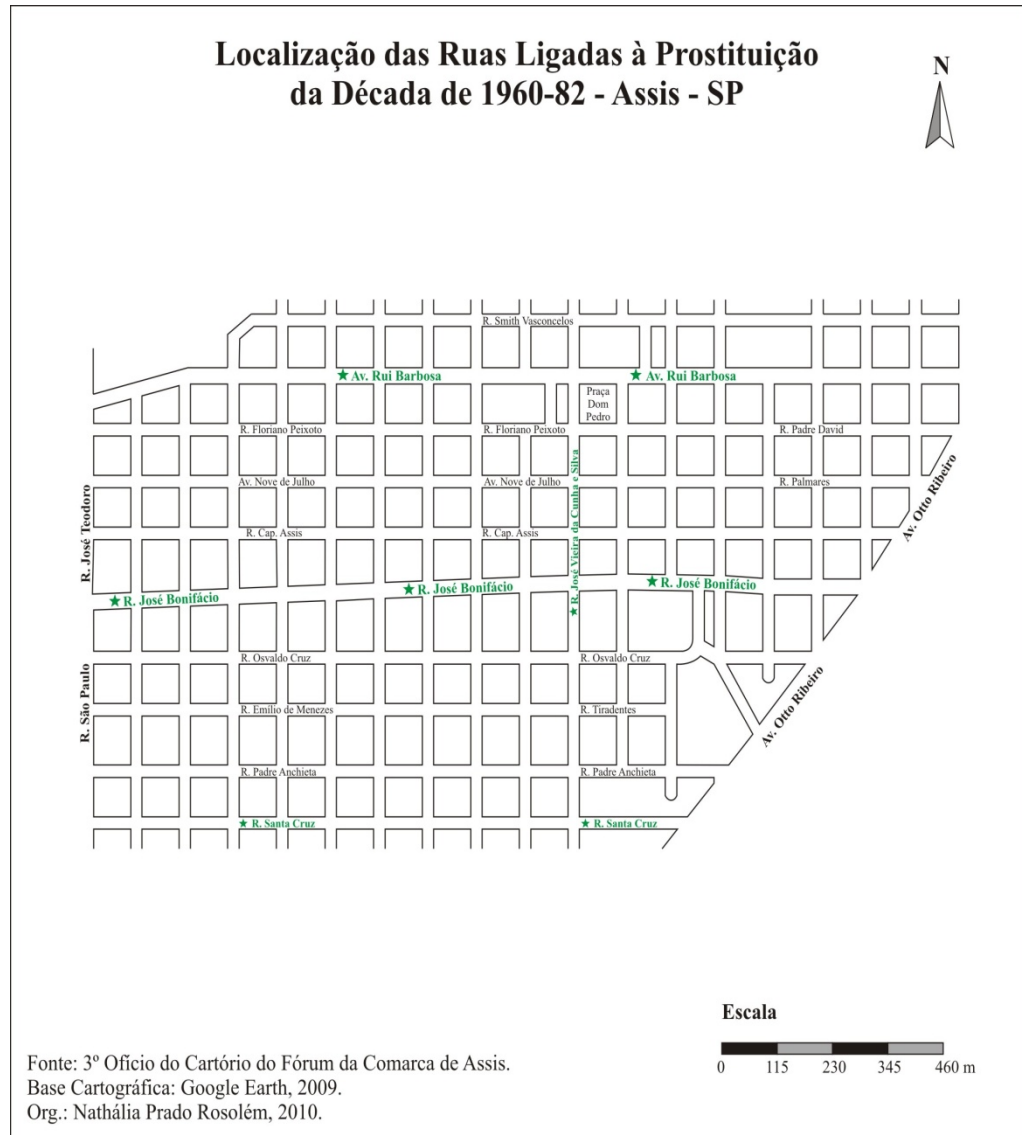 Localização das Ruas Ligadas à Prostituição
da Década de 1960-82 - Assis - SP
N
R. Smith Vasconcelos
★ Av. Rui Barbosa
★ Av. Rui Barbosa
Praça
Dom
Pedro
R. Floriano Peixoto
R. Floriano Peixoto
R. Padre David
Av. Nove de Julho
Av. Nove de Julho
R. Palmares
R. José Teodoro
★ R. José Vieira da Cunha e Silva
Av. Otto Ribeiro
R. Cap. Assis
R. Cap. Assis
★ R. José Bonifácio
★ R. José Bonifácio
★ R. José Bonifácio
R. São Paulo
R. Osvaldo Cruz
R. Osvaldo Cruz
Av. Otto Ribeiro
R. Emílio de Menezes
R. Tiradentes
R. Padre Anchieta
R. Padre Anchieta
★ R. Santa Cruz
★ R. Santa Cruz
Escala
0 115 230 345 460 m
Fonte: 3º Ofício do Cartório do Fórum da Comarca de Assis.
Base Cartográfica: Google Earth, 2009.
Org.: Nathália Prado Rosolém, 2010.